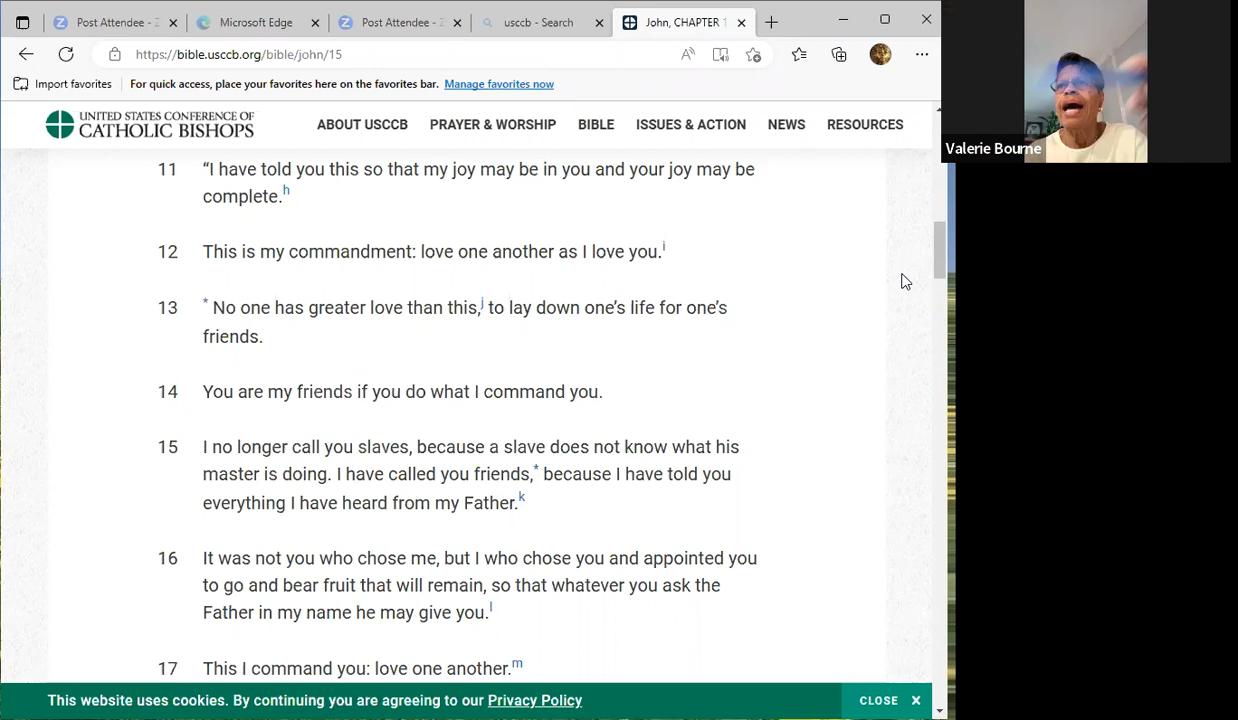 Post Attendee - Z
Microsoft Edge
Post Attendee - Z
usccb - Search
John, CHAPTER 1
https://bible.usccb.org/bible/john/15
Import favorites
For quick access, place your favorites here on the favorites bar. Manage favorites now
UNITED STATES CONFERENCE OF
CATHOLIC BISHOPS
ABOUT USCCB
PRAYER & WORSHIP
BIBLE
ISSUES & ACTION
NEWS
RESOURCES
Valerie Bourne
11 “I have told you this so that my joy may be in you and your joy may be
complete.h
12 This is my commandment: love one another as I love you.i
13 * No one has greater love than this,j to lay down one’s life for one’s
friends.
14 You are my friends if you do what I command you.
15 I no longer call you slaves, because a slave does not know what his
master is doing. I have called you friends,* because I have told you
everything I have heard from my Father.k
16 It was not you who chose me, but I who chose you and appointed you
to go and bear fruit that will remain, so that whatever you ask the
Father in my name he may give you.l
17 This I command you: love one another.m
This website uses cookies. By continuing you are agreeing to our Privacy Policy
CLOSE ×